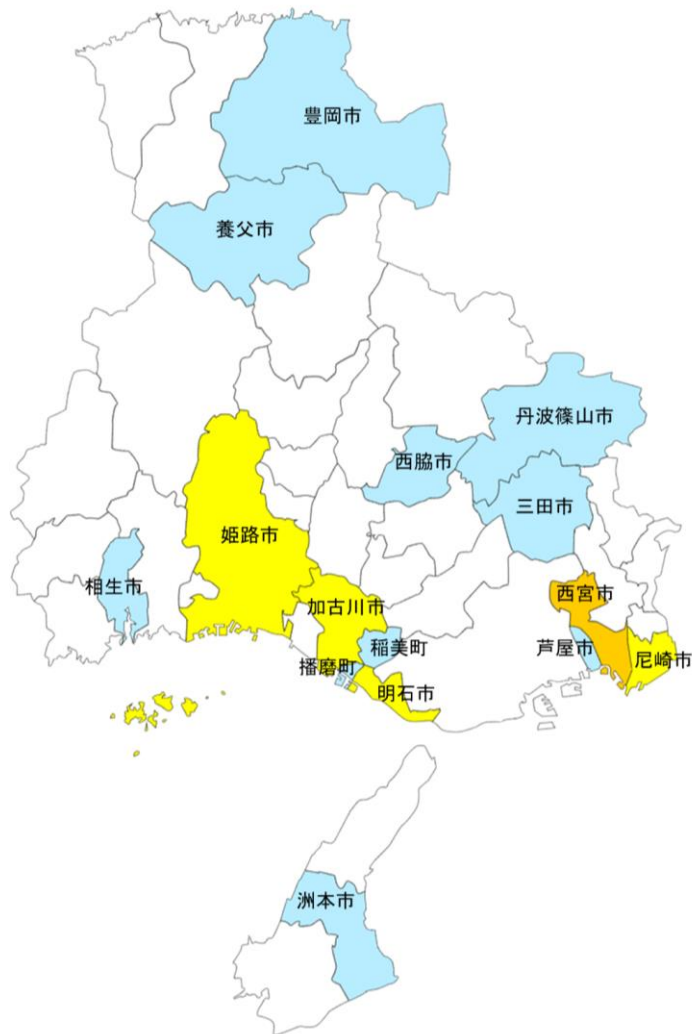 豊岡市
養父市
丹波篠山市
西脇市
三田市
姫路市
相生市
西宮市
加古川市
稲美町
芦屋市
尼崎市
播磨町
明石市
洲本市